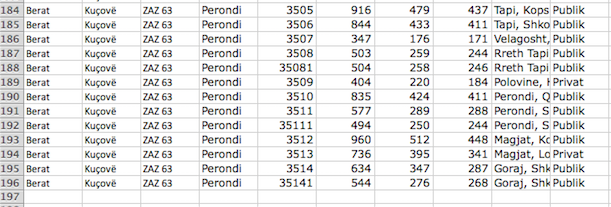 184 Berat Kuçovë ZAZ 63 Perondi 3505 916 479 437 Tapi, Kops Publik
185 Berat Kuçovë ZAZ 63 Perondi 3506 844 433 411 Tapi, Shko Publik
186 Berat Kuçovë ZAZ 63 Perondi 3507 347 176 171 Velagosht, Publik
187 Berat Kuçovë ZAZ 63 Perondi 3508 503 259 244 Rreth Tapi Publik
188 Berat Kuçovë ZAZ 63 Perondi 35081 504 258 246 Rreth Tapi Publik
189 Berat Kuçovë ZAZ 63 Perondi 3509 404 220 184 Polovine, Privat
190 Berat Kuçovë ZAZ 63 Perondi 3510 835 424 411 Perondi, Q Publik
191 Berat Kuçovë ZAZ 63 Perondi 3511 577 289 288 Perondi, S Publik
192 Berat Kuçovë ZAZ 63 Perondi 35111 494 250 244 Perondi, S Publik
193 Berat Kuçovë ZAZ 63 Perondi 3512 960 512 448 Magjat, Ko Publik
194 Berat Kuçovë ZAZ 63 Perondi 3513 736 395 341 Magjat, Lo Privat
195 Berat Kuçovë ZAZ 63 Perondi 3514 634 347 287 Goraj, Shk Publik
196 Berat Kuçovë ZAZ 63 Perondi 35141 544 276 268 Goraj, Shk Publik
197